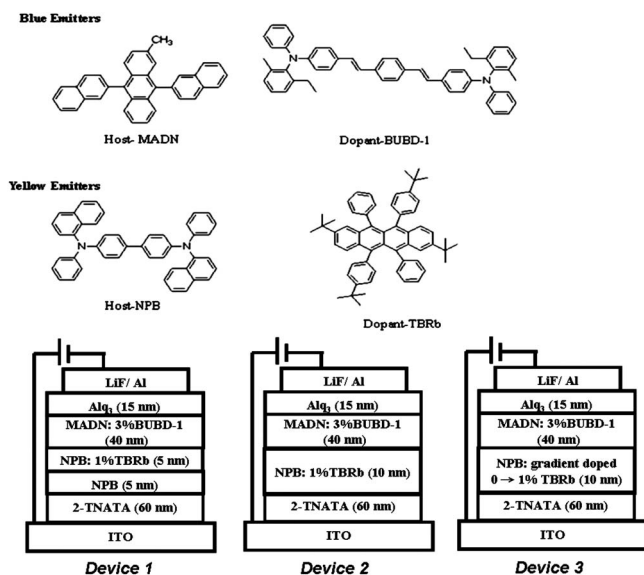 Blue Emitters
CH₃
N
N
Host- MADN
Dopant-BUBD-1
Yellow Emitters
N
N
Host-NPB
Dopant-TBRb
LiF/ Al
Alq₃ (15 nm)
MADN: 3%BUBD-1
(40 nm)
NPB: 1%TBRb (5 nm)
NPB (5 nm)
2-TNATA (60 nm)
ITO
Device 1
LiF/ Al
Alq₃ (15 nm)
MADN: 3%BUBD-1
(40 nm)
NPB: 1%TBRb (10 nm)
2-TNATA (60 nm)
ITO
Device 2
LiF/ Al
Alq₃ (15 nm)
MADN: 3%BUBD-1
(40 nm)
NPB: gradient doped
0 → 1% TBRb (10 nm)
2-TNATA (60 nm)
ITO
Device 3